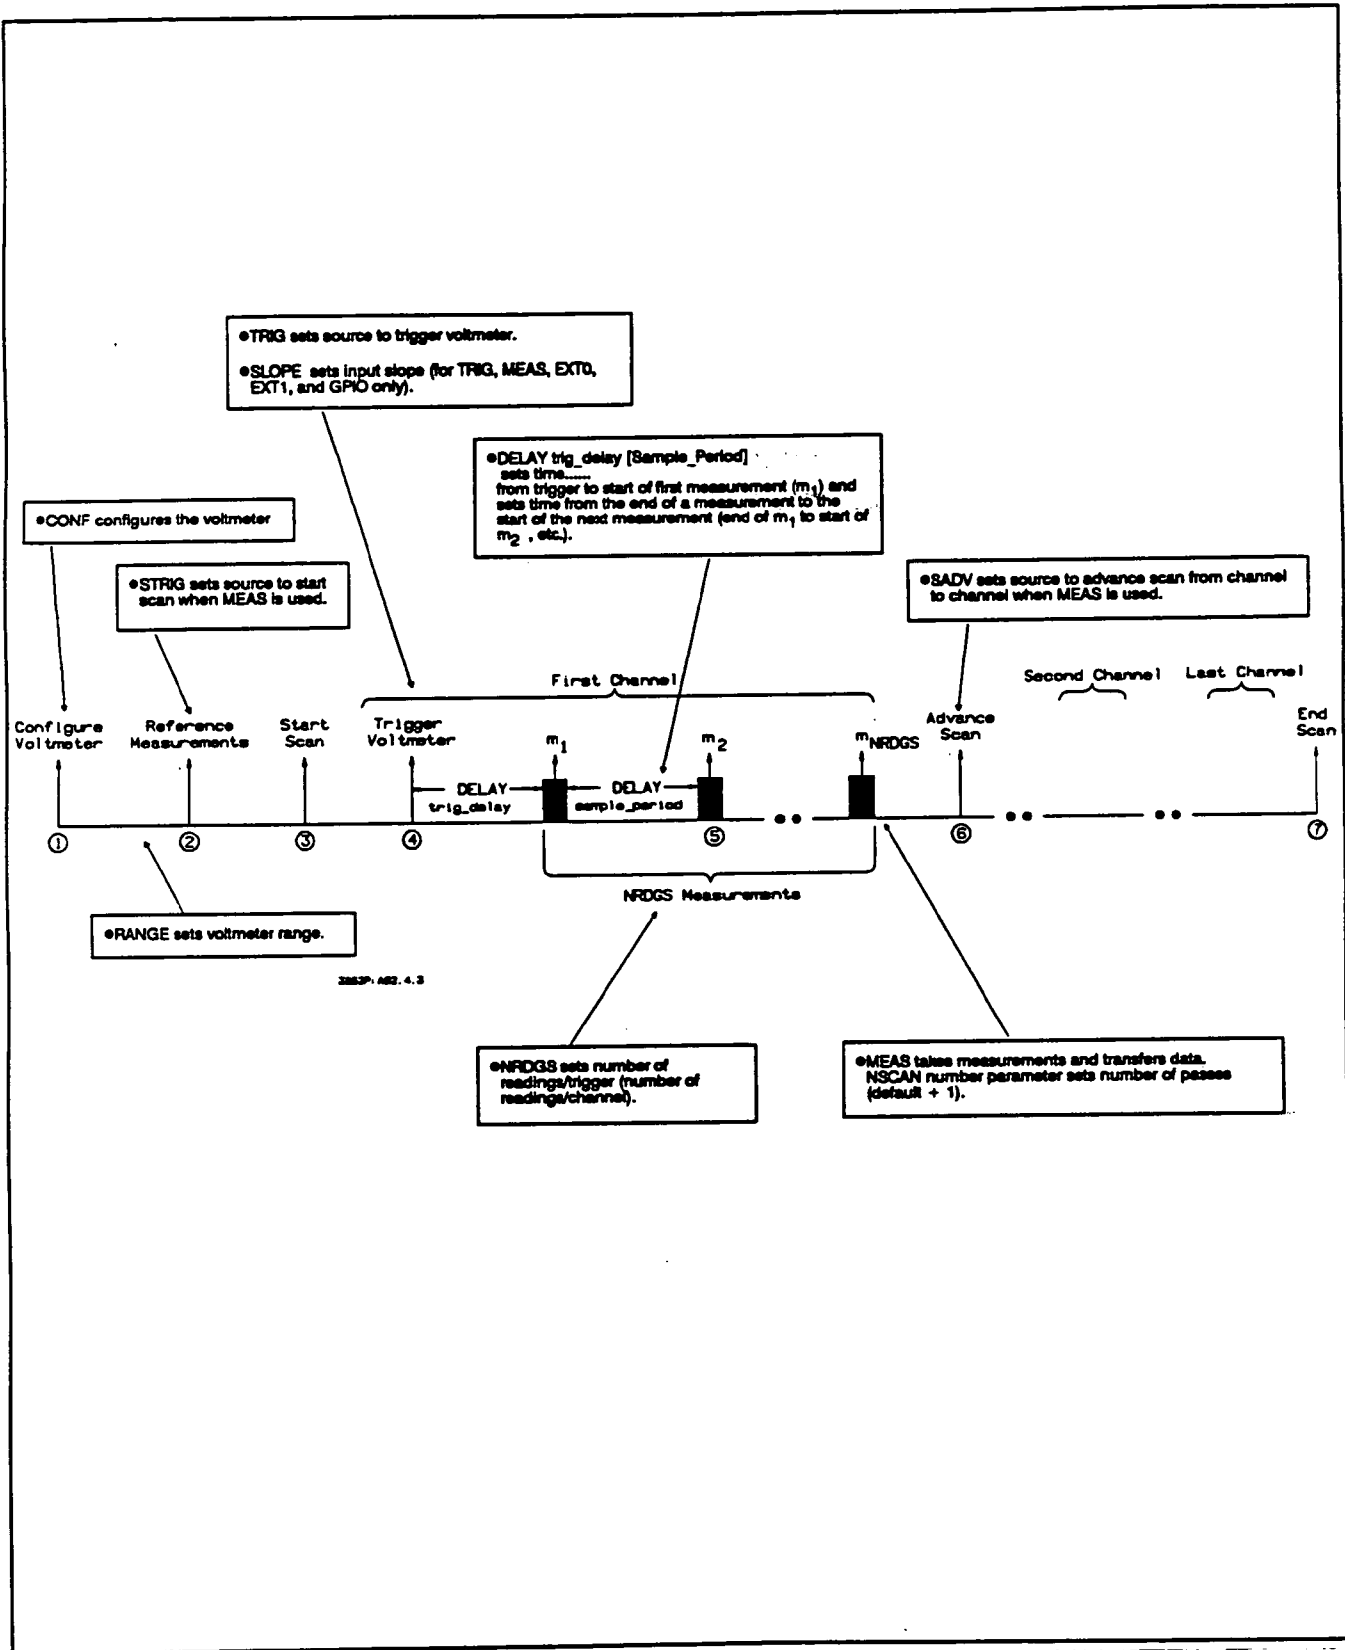 ●TRIG sets source to trigger voltmeter.
●SLOPE sets input slope (for TRIG, MEAS, EXT0,
EXT1, and GPIO only).
●DELAY trig_delay [Sample_Period]
sets time......
from trigger to start of first measurement (m1) and
sets time from the end of a measurement to the
start of the next measurement (end of m1 to start of
m2 , etc.).
●CONF configures the voltmeter
●STRIG sets source to start
scan when MEAS is used.
●SADV sets source to advance scan from channel
to channel when MEAS is used.
First Channel
Second Channel
Last Channel
Configure
Voltmeter
Reference
Measurements
Start
Scan
Trigger
Voltmeter
m1
m2
mNRDGS
Advance
Scan
End
Scan
DELAY
trig_delay
DELAY
sample_period
① ② ③ ④ ⑤ ⑥ ⑦
NRDGS Measurements
●RANGE sets voltmeter range.
●NRDGS sets number of
readings/trigger (number of
readings/channel).
●MEAS takes measurements and transfers data.
NSCAN number parameter sets number of passes
(default + 1).